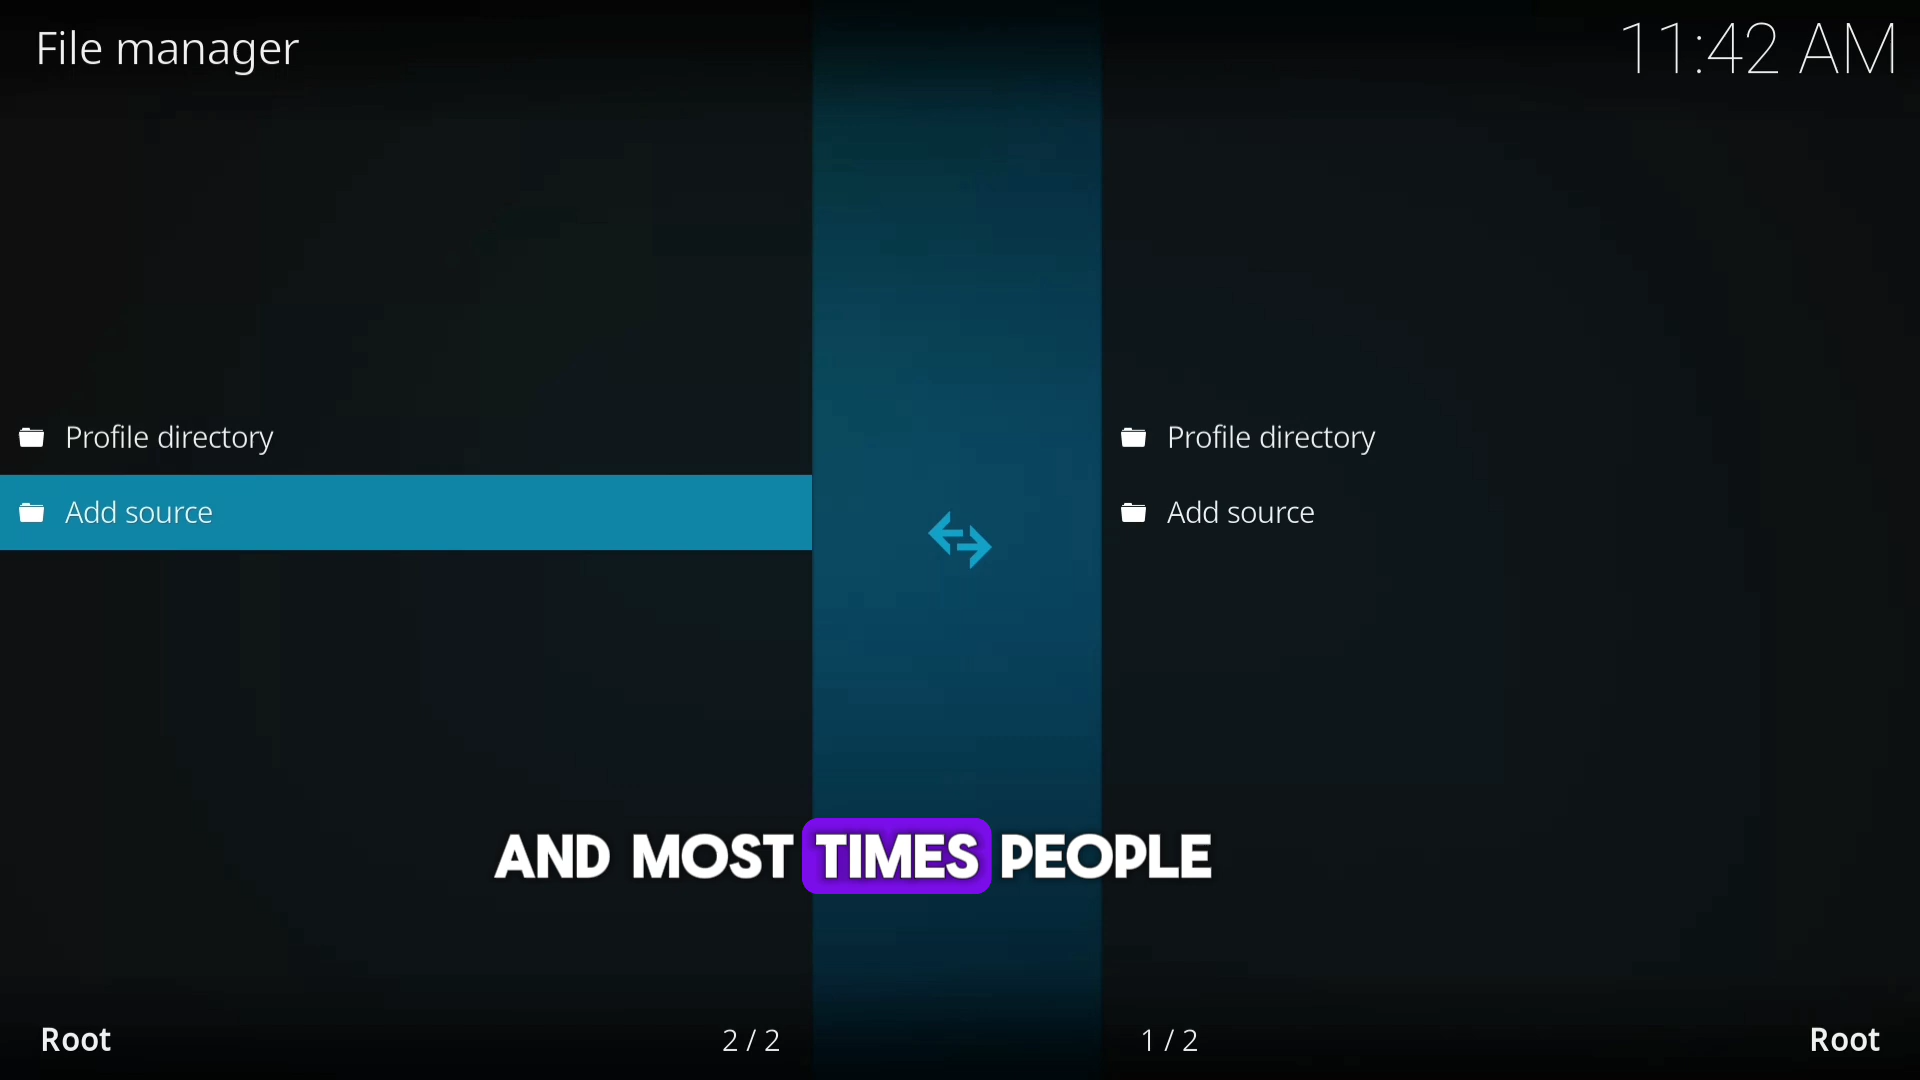 File manager
11:42 AM
Profile directory
Add source
Profile directory
Add source
AND MOST TIMES PEOPLE
Root
2 / 2
1 / 2
Root